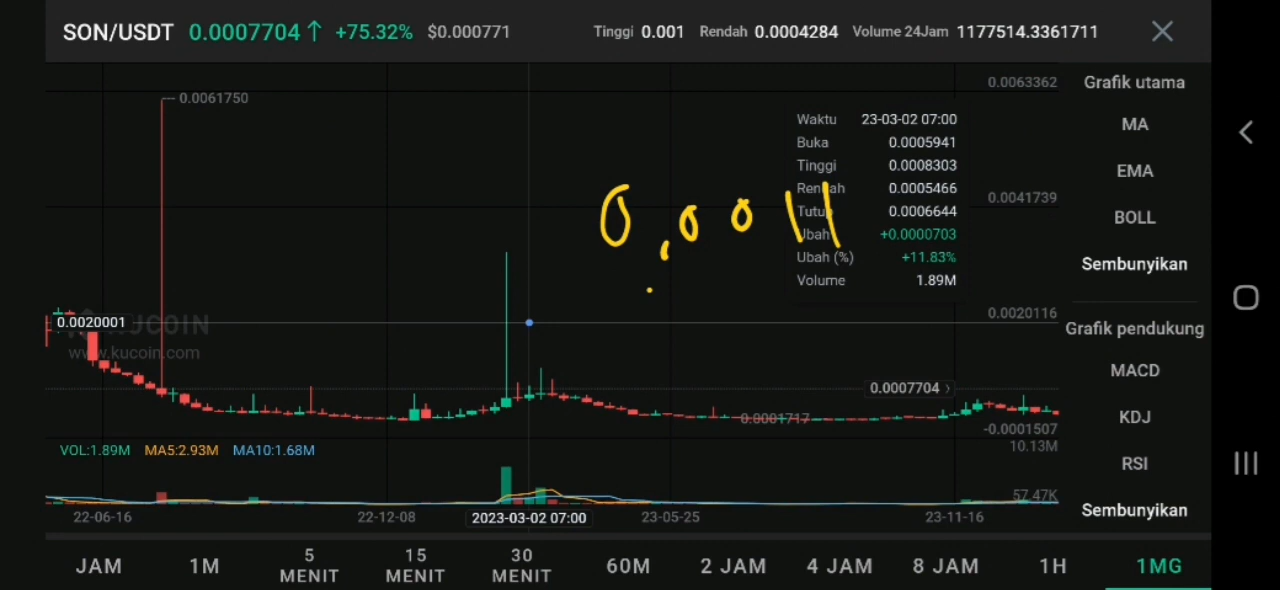 SON/USDT 0.0007704↑ +75.32% $0.000771 Tinggi 0.001 Rendah 0.0004284 Volume 24Jam 1177514.3361711
0.0061750
0.0063362
0.0041739
0.0020116
-0.0001507
Waktu 23-03-02 07:00
Buka 0.0005941
Tinggi 0.0008303
Rendah 0.0005466
Tutup 0.0006644
Ubah +0.0000703
Ubah (%) +11.83%
Volume 1.89M
0,0011
0.0020001
KUCOIN
www.kucoin.com
0.0007704
0.0001717
VOL:1.89M MA5:2.93M MA10:1.68M
10.13M
57.47K
22-06-16 22-12-08 2023-03-02 07:00 23-05-25 23-11-16
Grafik utama
MA
EMA
BOLL
Sembunyikan
Grafik pendukung
MACD
KDJ
RSI
Sembunyikan
JAM 1M 5 MENIT 15 MENIT 30 MENIT 60M 2 JAM 4 JAM 8 JAM 1H 1MG